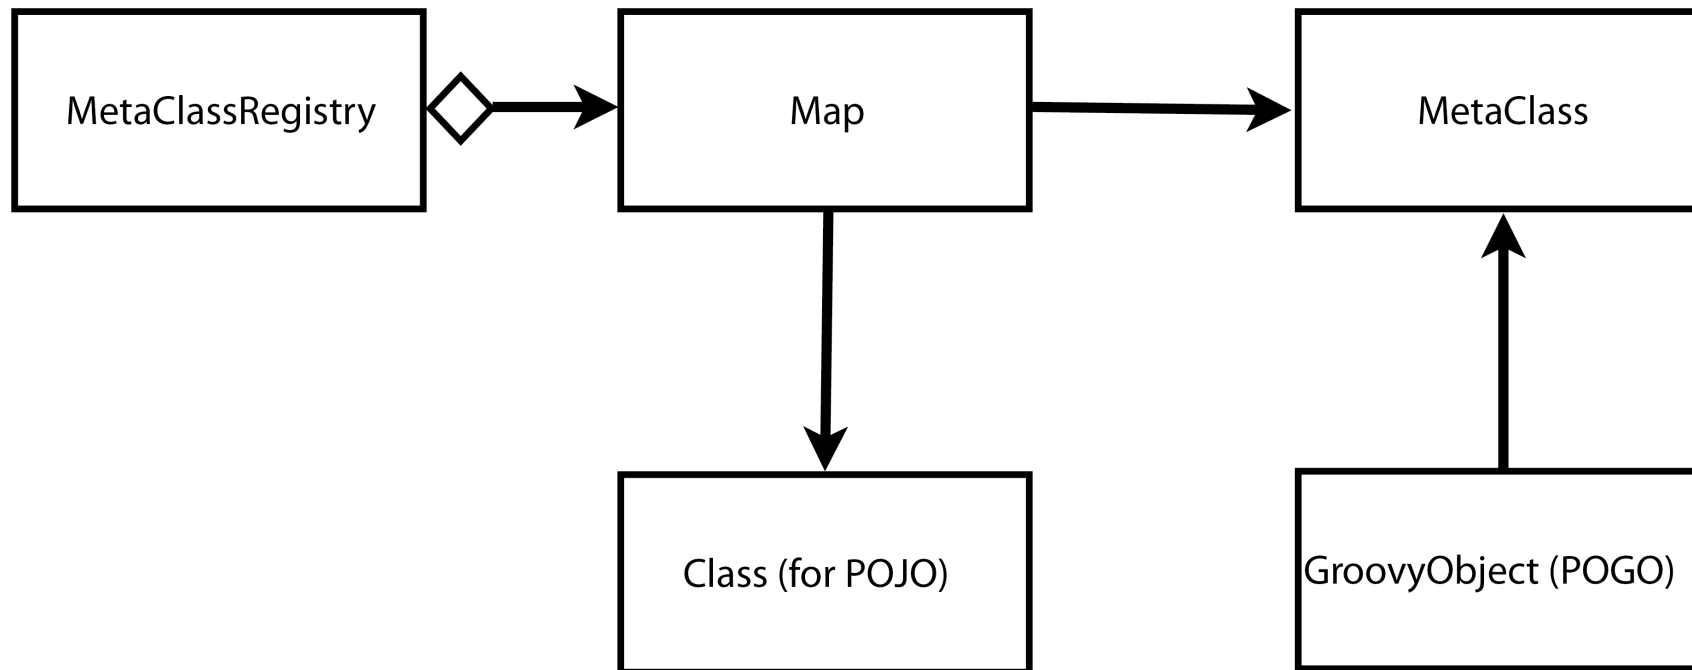 MetaClassRegistry
Map
MetaClass
Class (for POJO)
GroovyObject (POGO)